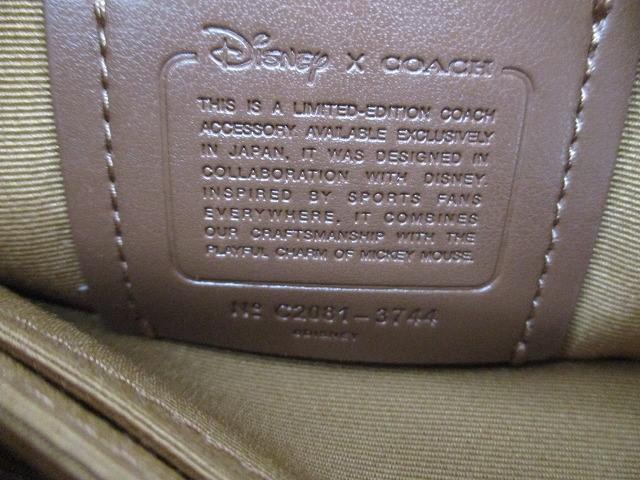 Disney X COACH
THIS IS A LIMITED-EDITION COACH
ACCESSORY AVAILABLE EXCLUSIVELY
IN JAPAN. IT WAS DESIGNED IN
COLLABORATION WITH DISNEY.
INSPIRED BY SPORTS FANS
EVERYWHERE, IT COMBINES
OUR CRAFTSMANSHIP WITH THE
PLAYFUL CHARM OF MICKEY MOUSE.
Nº C2081-3744
©DISNEY